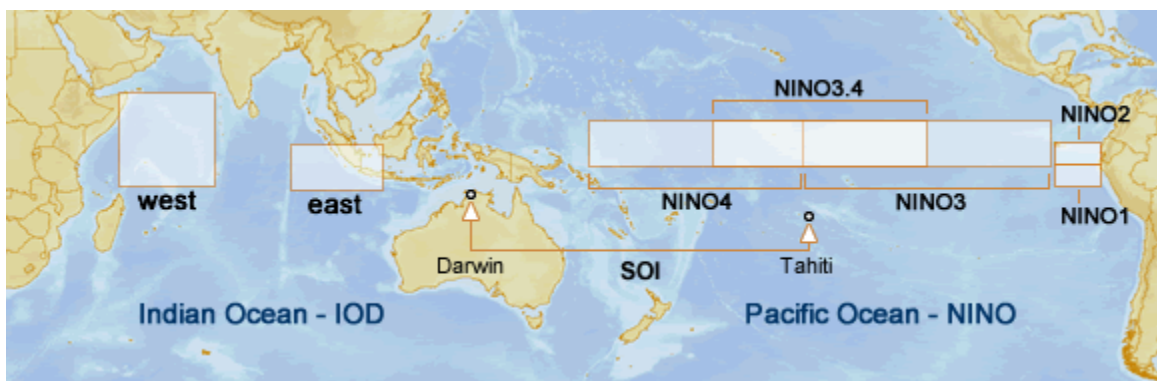 NINO3.4
NINO2
west
east
NINO4
NINO3
NINO1
Darwin
SOI
Tahiti
Indian Ocean - IOD
Pacific Ocean - NINO